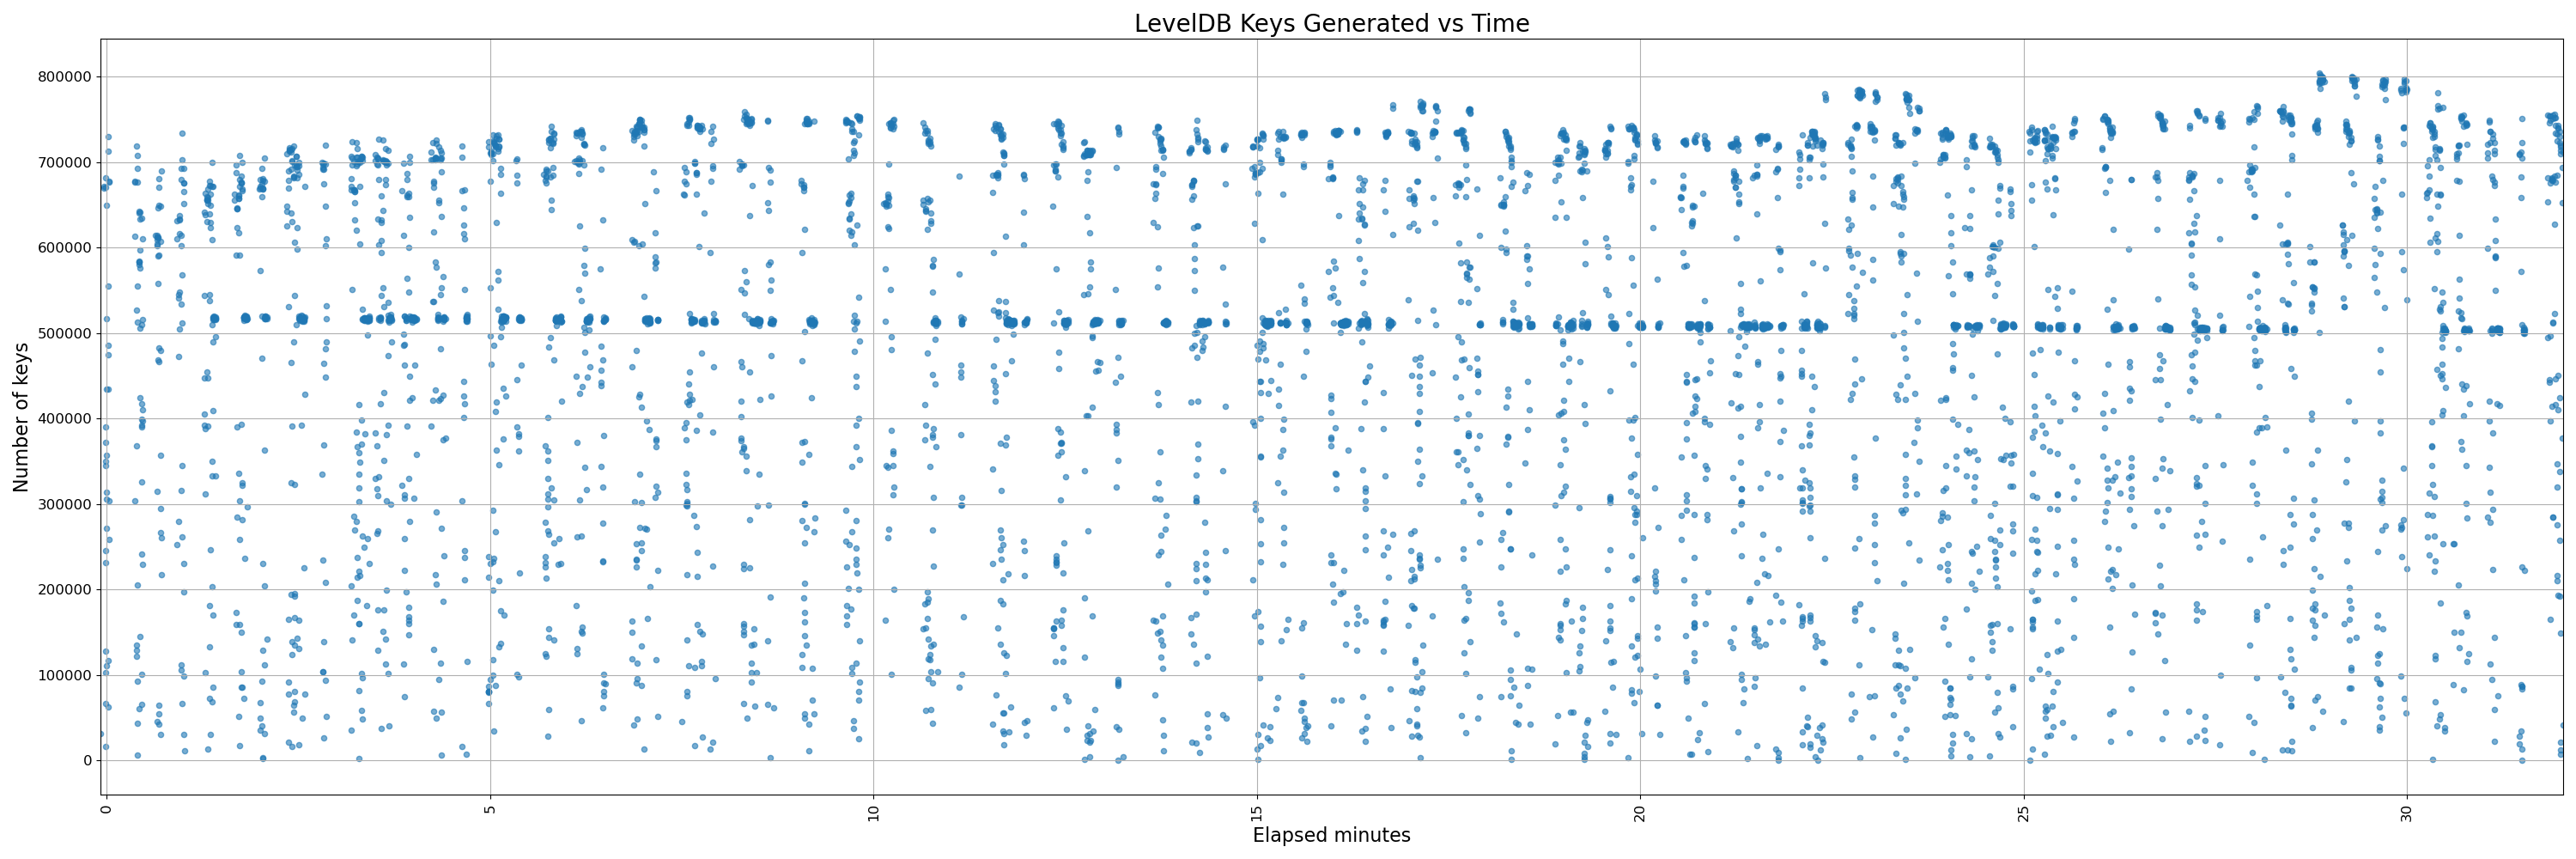 LevelDB Keys Generated vs Time
Number of keys
800000
700000
600000
500000
400000
300000
200000
100000
0
0 5 10 15 20 25 30
Elapsed minutes